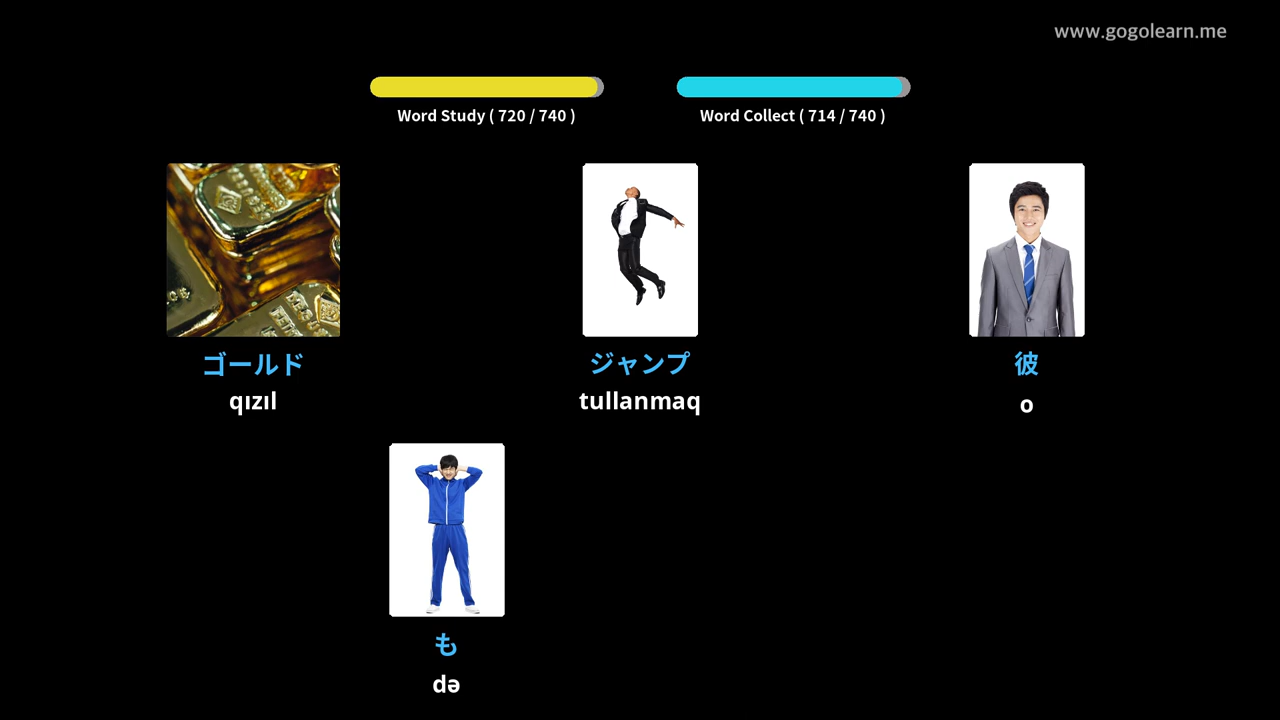 www.gogolearn.me
Word Study ( 720 / 740 )
Word Collect ( 714 / 740 )
ゴールド
qızıl
ジャンプ
tullanmaq
彼
o
も
də